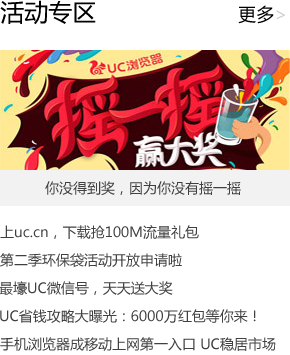 活动专区
更多>
UC浏览器
摇一摇
赢大奖
你没得到奖，因为你没有摇一摇
上uc.cn，下载抢100M流量礼包
第二季环保袋活动开放申请啦
最壕UC微信号，天天送大奖
UC省钱攻略大曝光：6000万红包等你来！
手机浏览器成移动上网第一入口 UC稳居市场